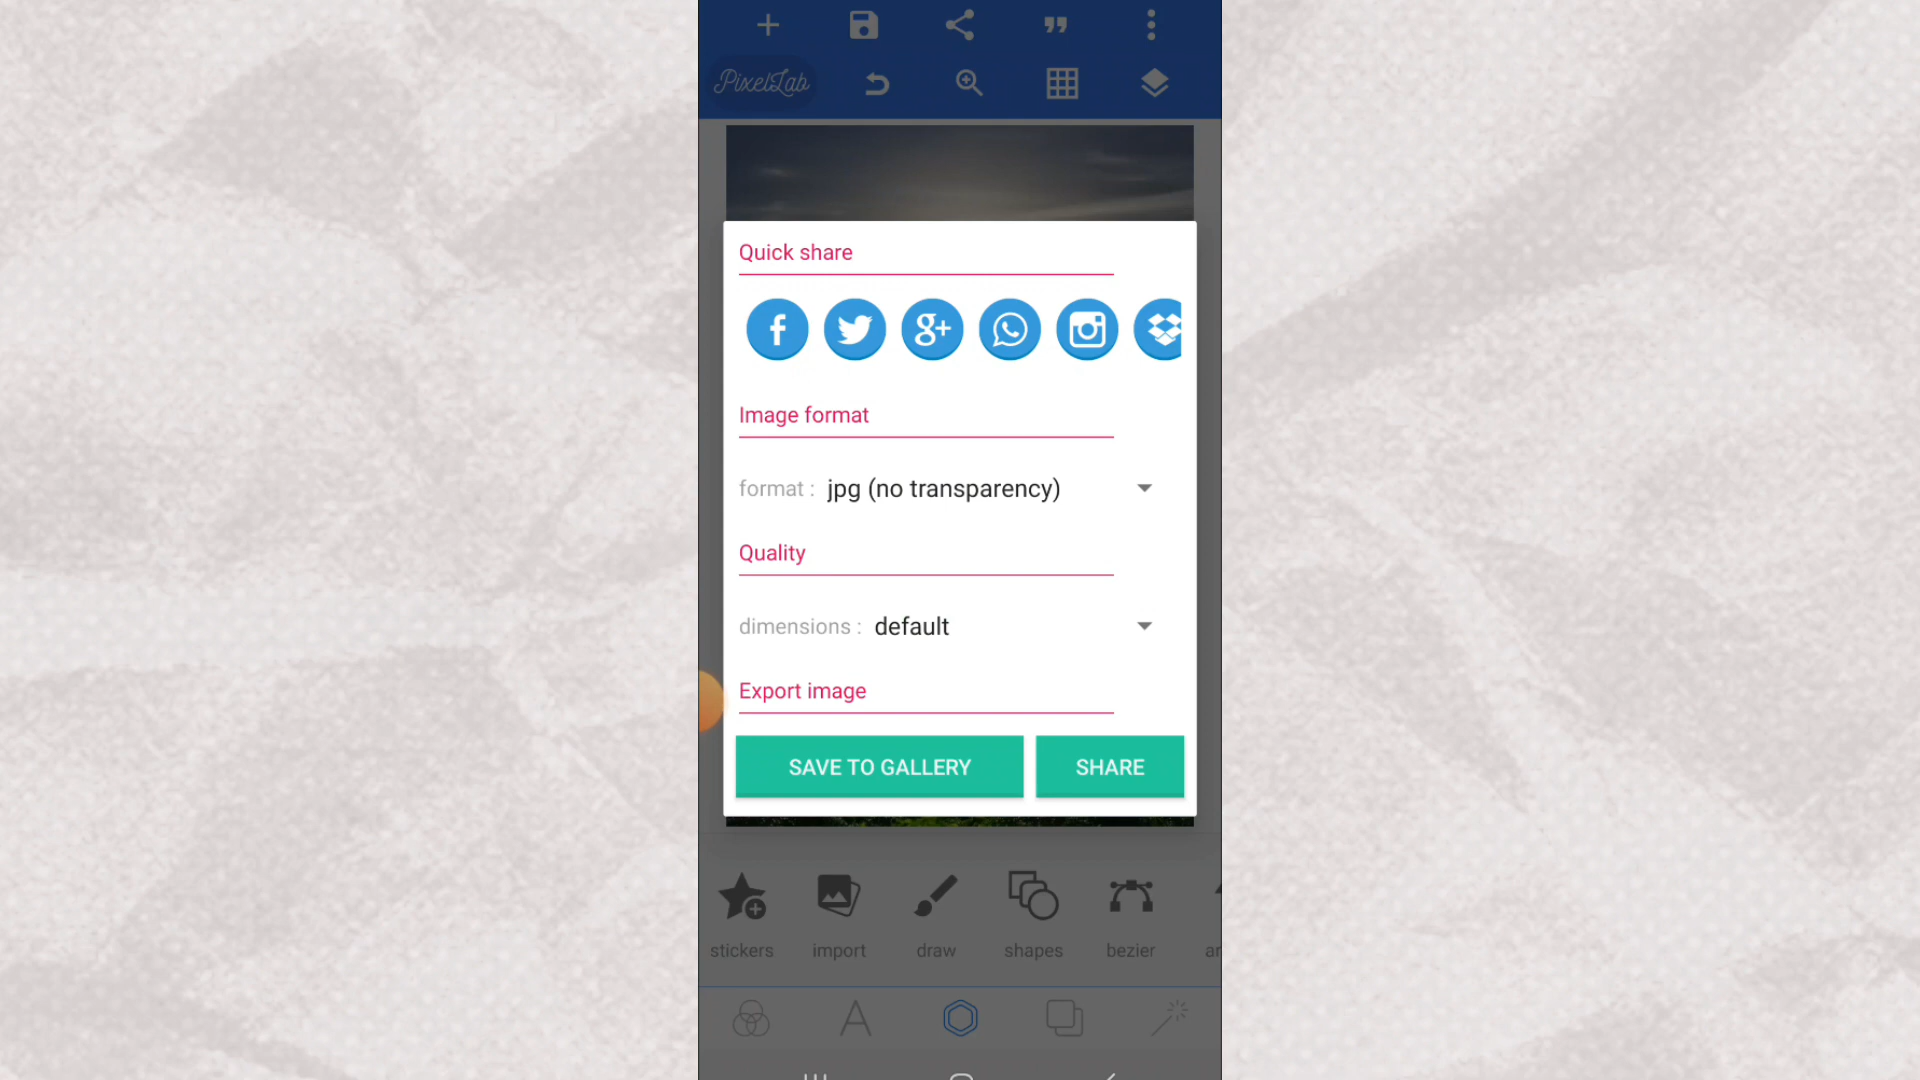 PixelLab
Quick share
Image format
format : jpg (no transparency)
Quality
dimensions : default
Export image
SAVE TO GALLERY SHARE
stickers import draw shapes bezier